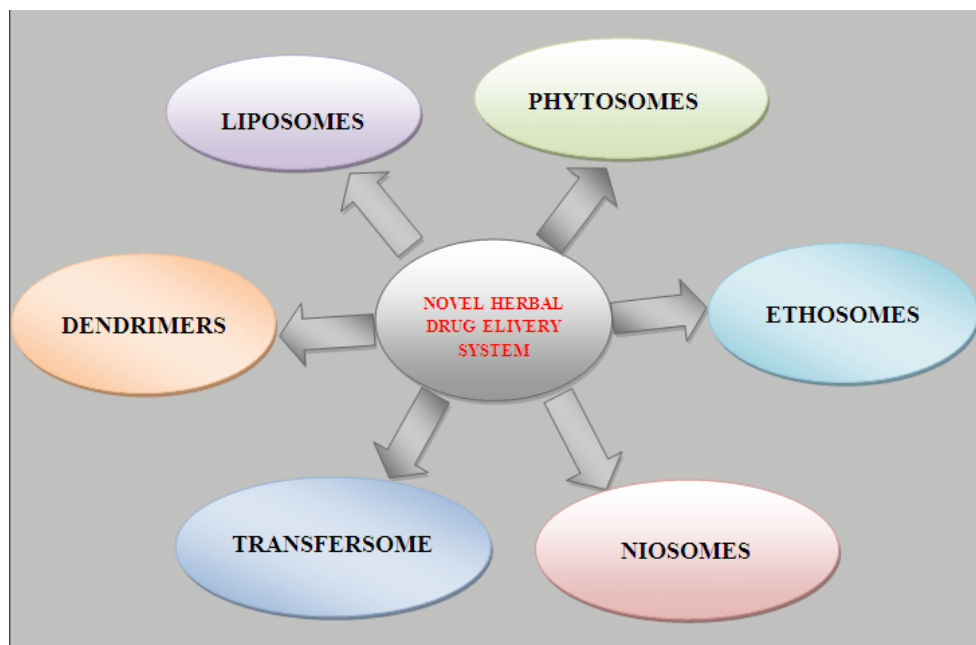 LIPOSOMES
PHYTOSOMES
DENDRIMERS
NOVEL HERBAL
DRUG ELIVERY
SYSTEM
ETHOSOMES
TRANSFERSOME
NIOSOMES